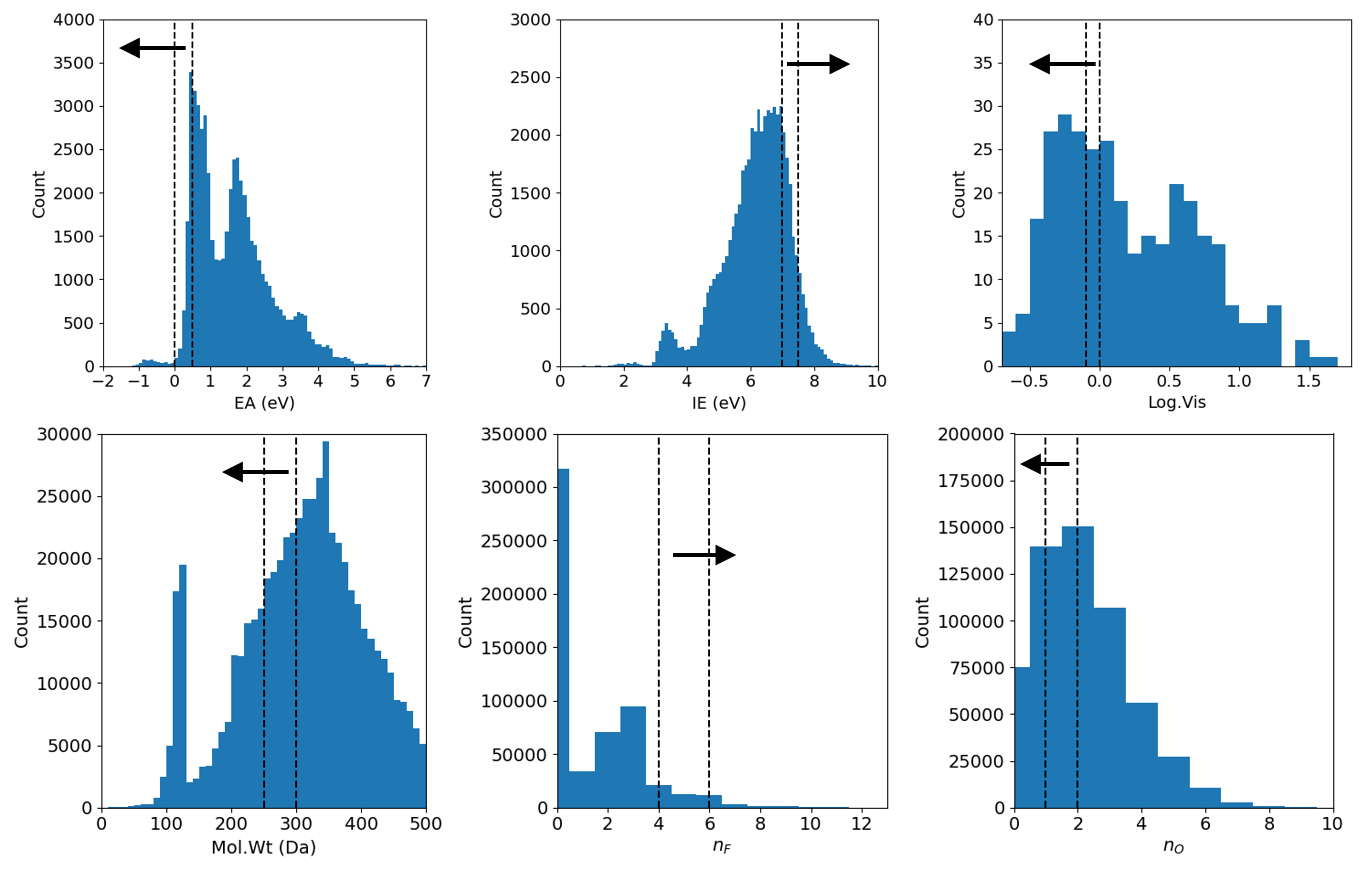 4000
3500
3000
2500
2000
1500
1000
500
0
Count
−2 −1 0 1 2 3 4 5 6 7
EA (eV)
3000
2500
2000
1500
1000
500
0
Count
0 2 4 6 8 10
IE (eV)
40
35
30
25
20
15
10
5
0
Count
−0.5 0.0 0.5 1.0 1.5
Log.Vis
30000
25000
20000
15000
10000
5000
0
Count
0 100 200 300 400 500
Mol.Wt (Da)
350000
300000
250000
200000
150000
100000
50000
0
Count
0 2 4 6 8 10 12
n_F
200000
175000
150000
125000
100000
75000
50000
25000
0
Count
0 2 4 6 8 10
n_O